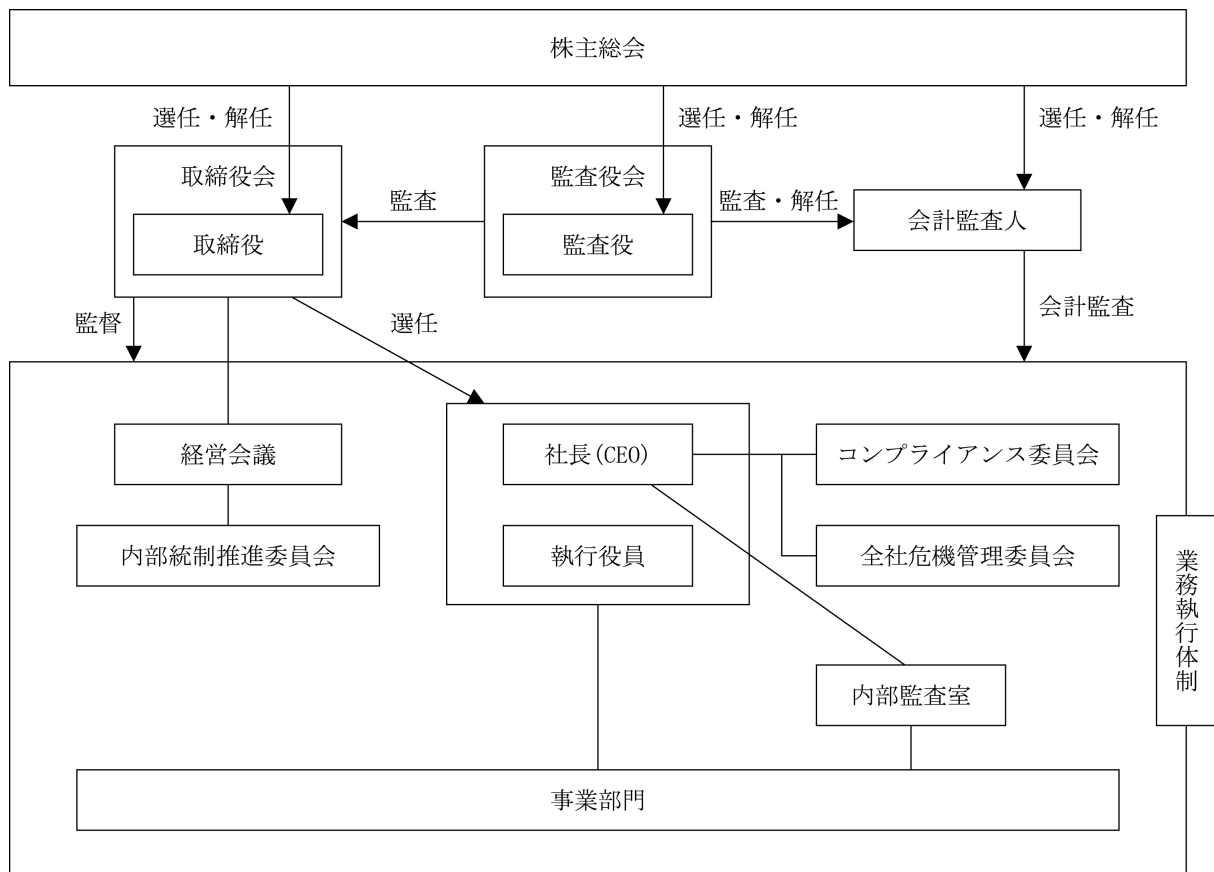 株主総会
選任・解任
選任・解任
選任・解任
取締役会
監査役会
取締役
監査
監査役
監査・解任
会計監査人
監督
選任
会計監査
経営会議
社長(CEO)
コンプライアンス委員会
内部統制推進委員会
執行役員
全社危機管理委員会
業務執行体制
内部監査室
事業部門